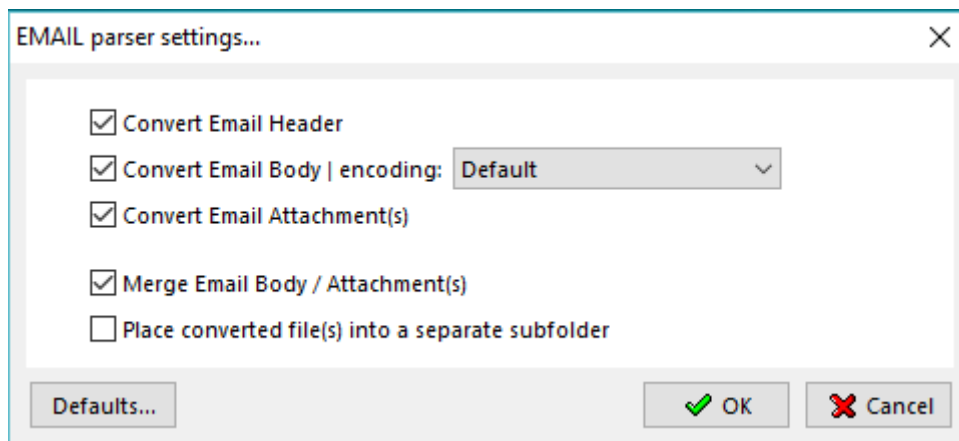 EMAIL parser settings...
Convert Email Header
Convert Email Body | encoding: Default
Convert Email Attachment(s)
Merge Email Body / Attachment(s)
Place converted file(s) into a separate subfolder
Defaults... OK Cancel